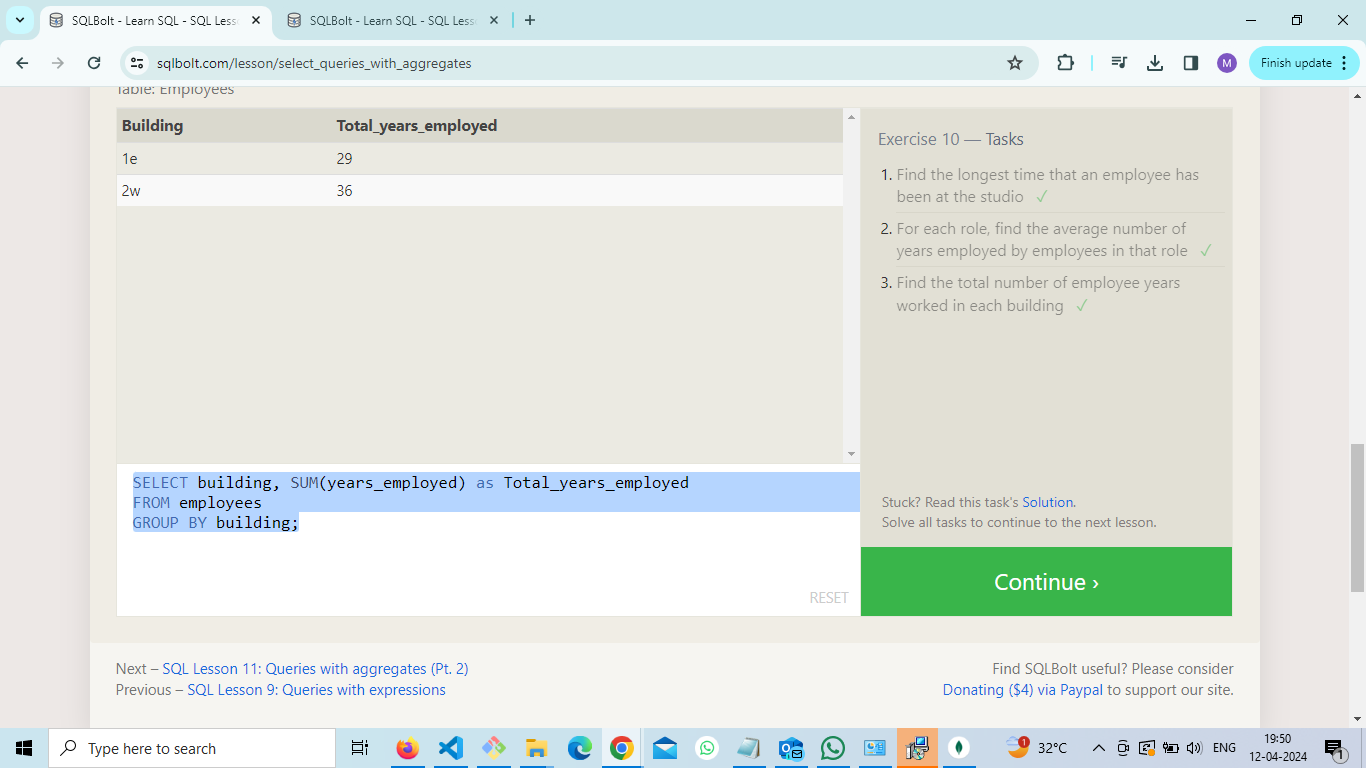 SQLBolt - Learn SQL - SQL Less
SQLBolt - Learn SQL - SQL Less
sqlbolt.com/lesson/select_queries_with_aggregates
M
Finish update
Table: Employees
Building Total_years_employed
1e 29
2w 36
Exercise 10 — Tasks
1. Find the longest time that an employee has
been at the studio ✓
2. For each role, find the average number of
years employed by employees in that role ✓
3. Find the total number of employee years
worked in each building ✓
SELECT building, SUM(years_employed) as Total_years_employed
FROM employees
GROUP BY building;
RESET
Stuck? Read this task's Solution.
Solve all tasks to continue to the next lesson.
Continue ›
Next – SQL Lesson 11: Queries with aggregates (Pt. 2)
Previous – SQL Lesson 9: Queries with expressions
Find SQLBolt useful? Please consider
Donating ($4) via Paypal to support our site.
Type here to search
1
32°C
ENG
19:50
12-04-2024
1